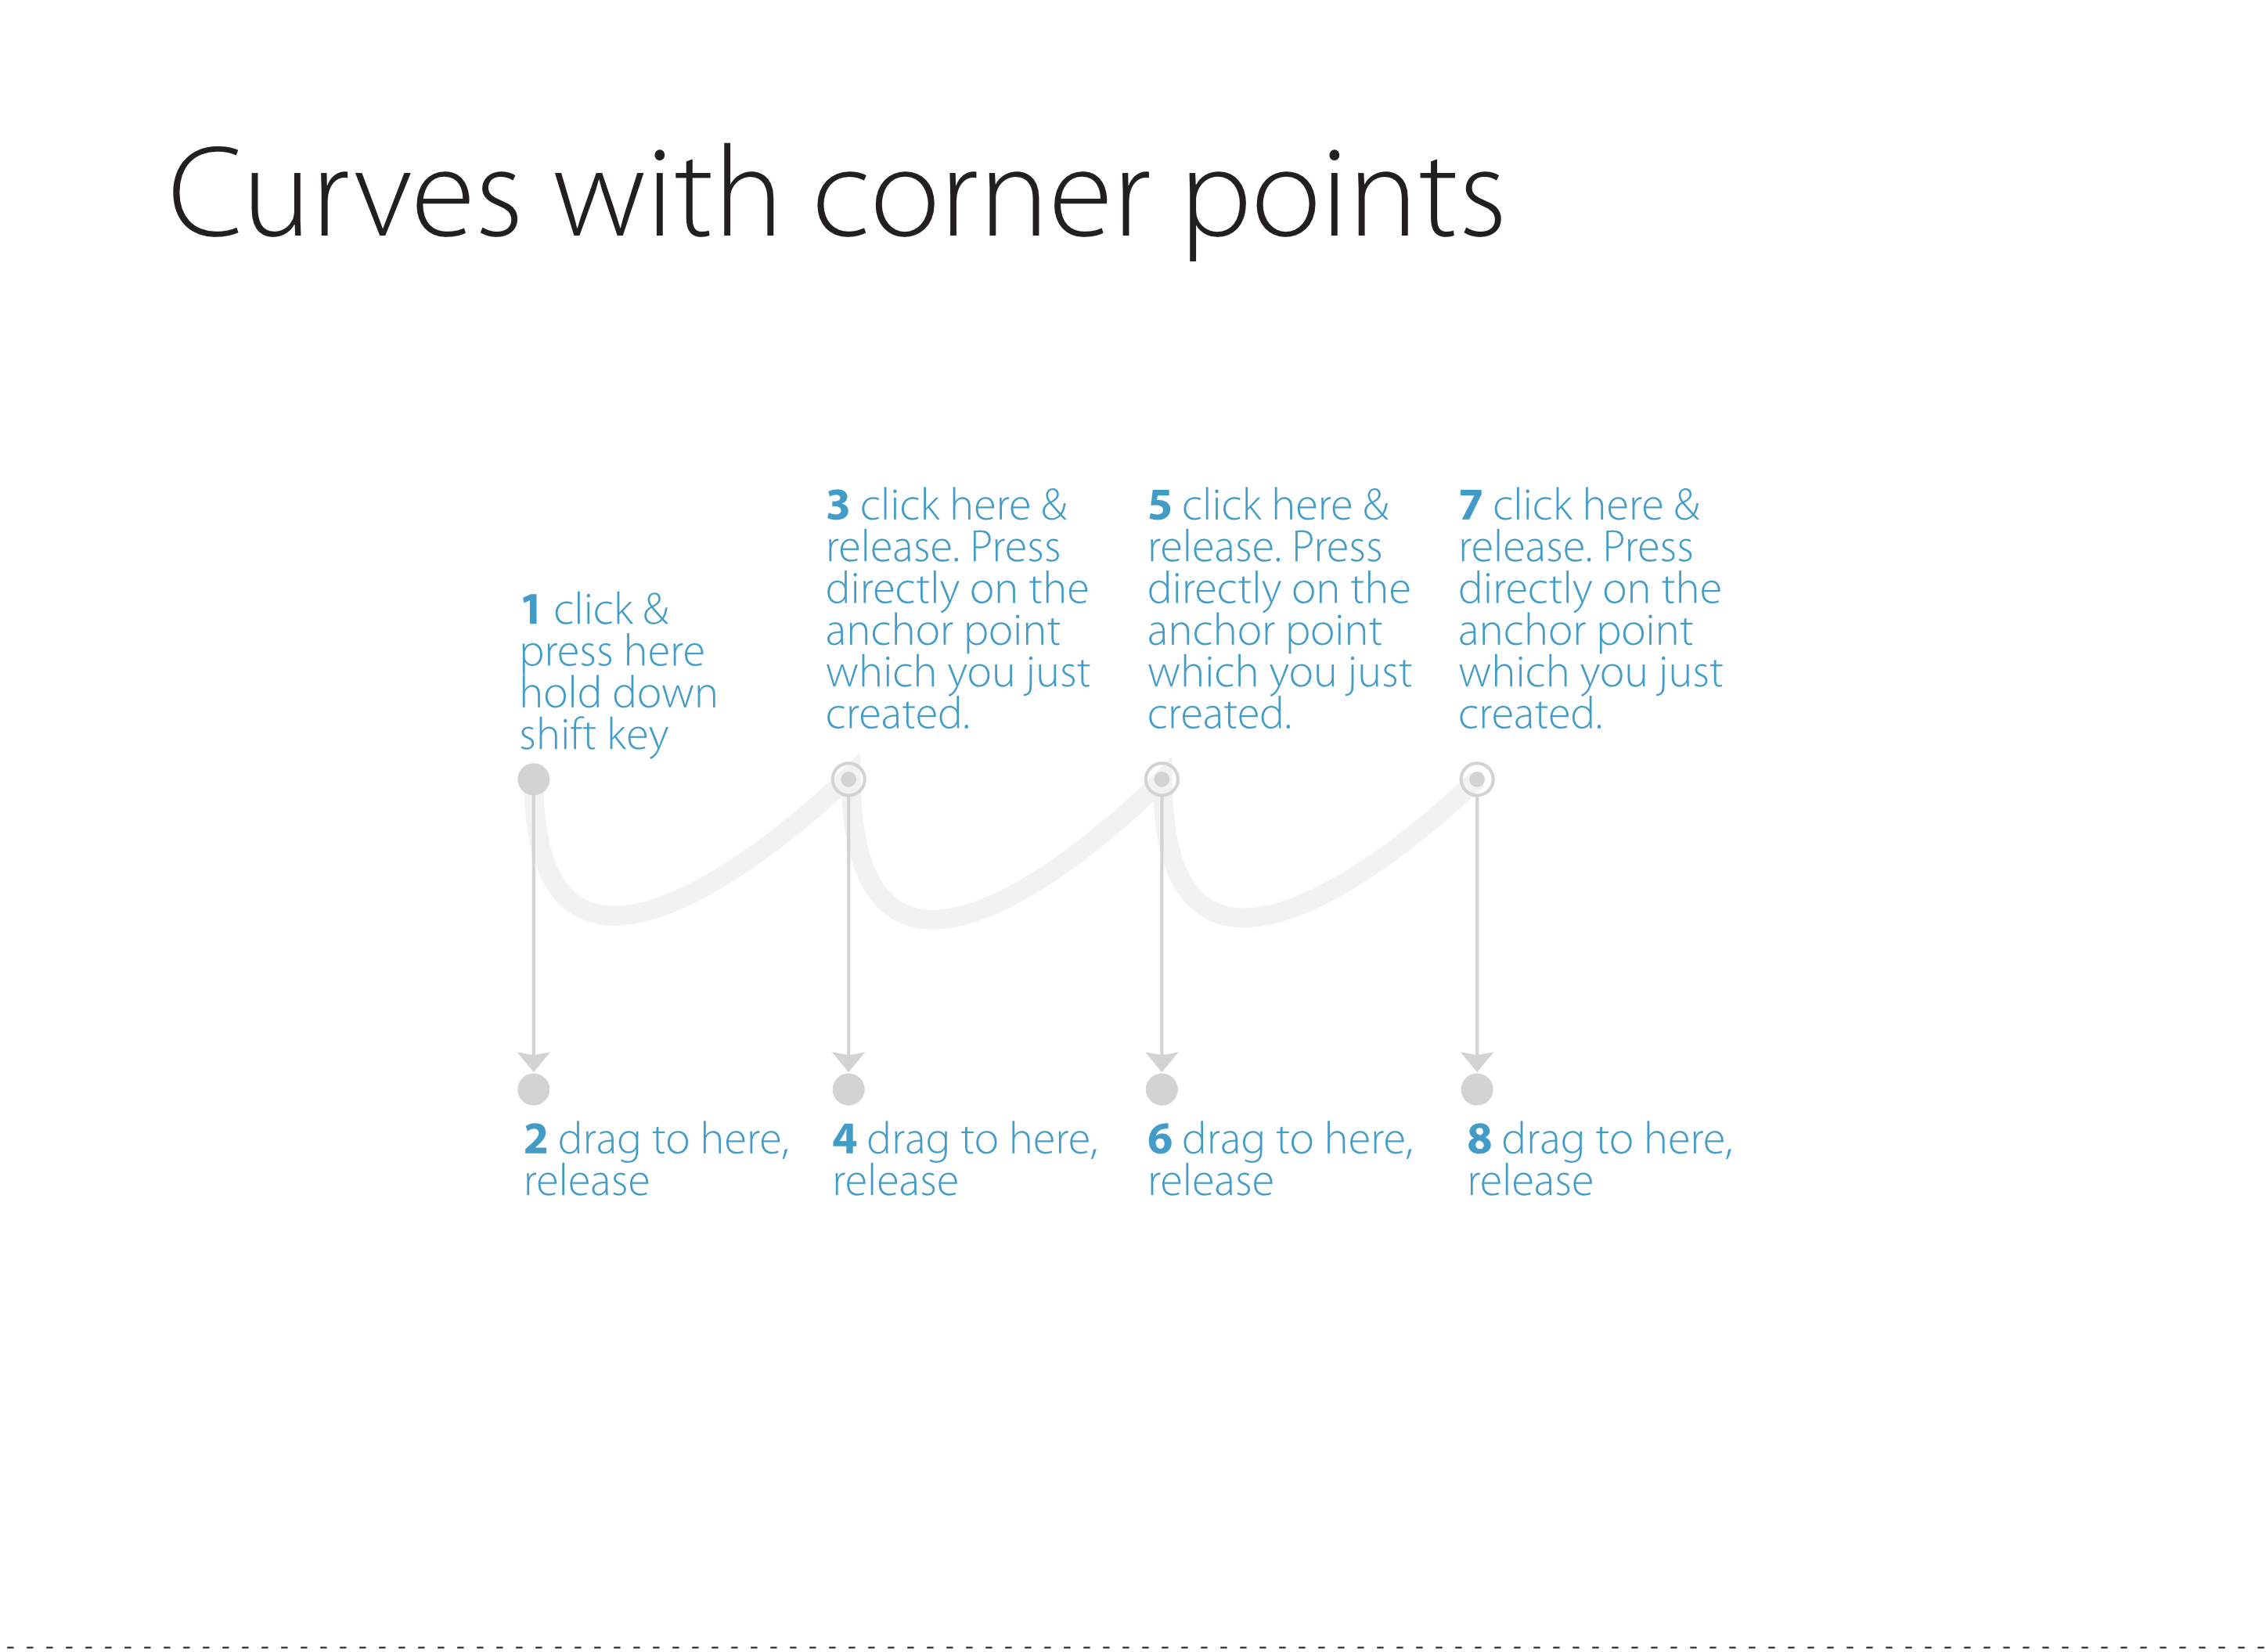 Curves with corner points
1 click &
press here
hold down
shift key
3 click here &
release. Press
directly on the
anchor point
which you just
created.
5 click here &
release. Press
directly on the
anchor point
which you just
created.
7 click here &
release. Press
directly on the
anchor point
which you just
created.
2 drag to here,
release
4 drag to here,
release
6 drag to here,
release
8 drag to here,
release